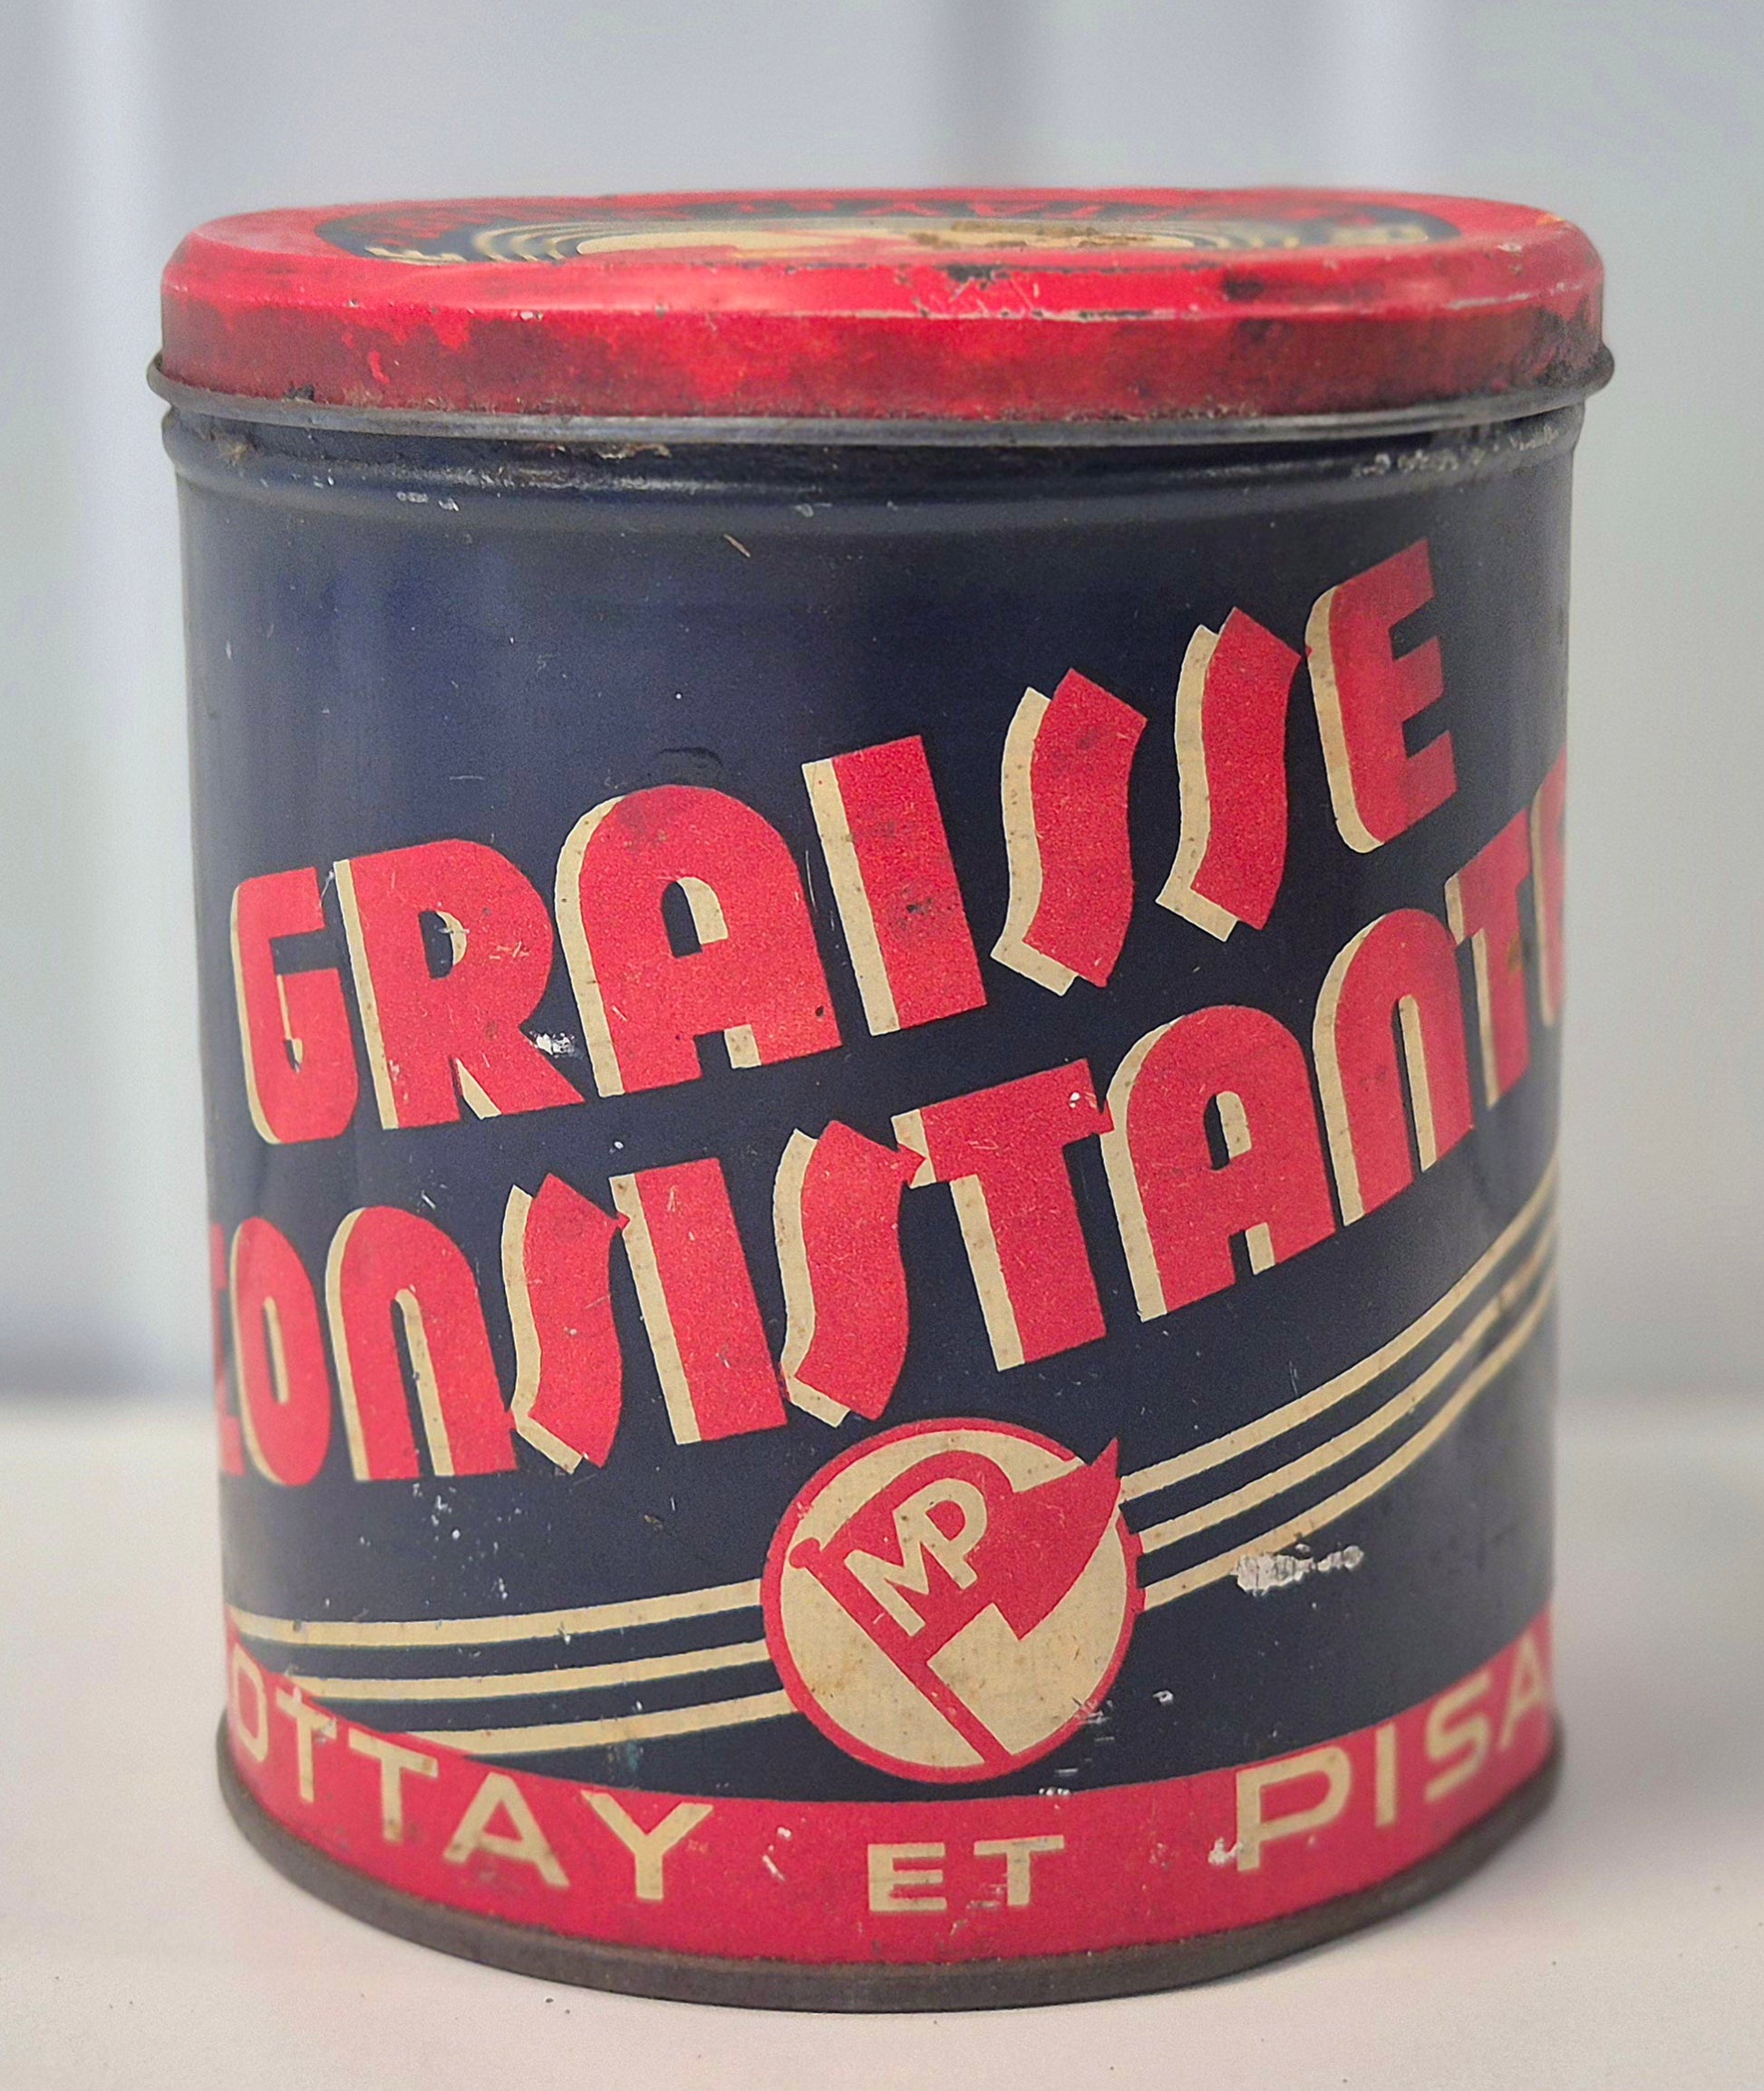 GRAISSE
CONSISTANTE
MP
OTTAY ET PISA